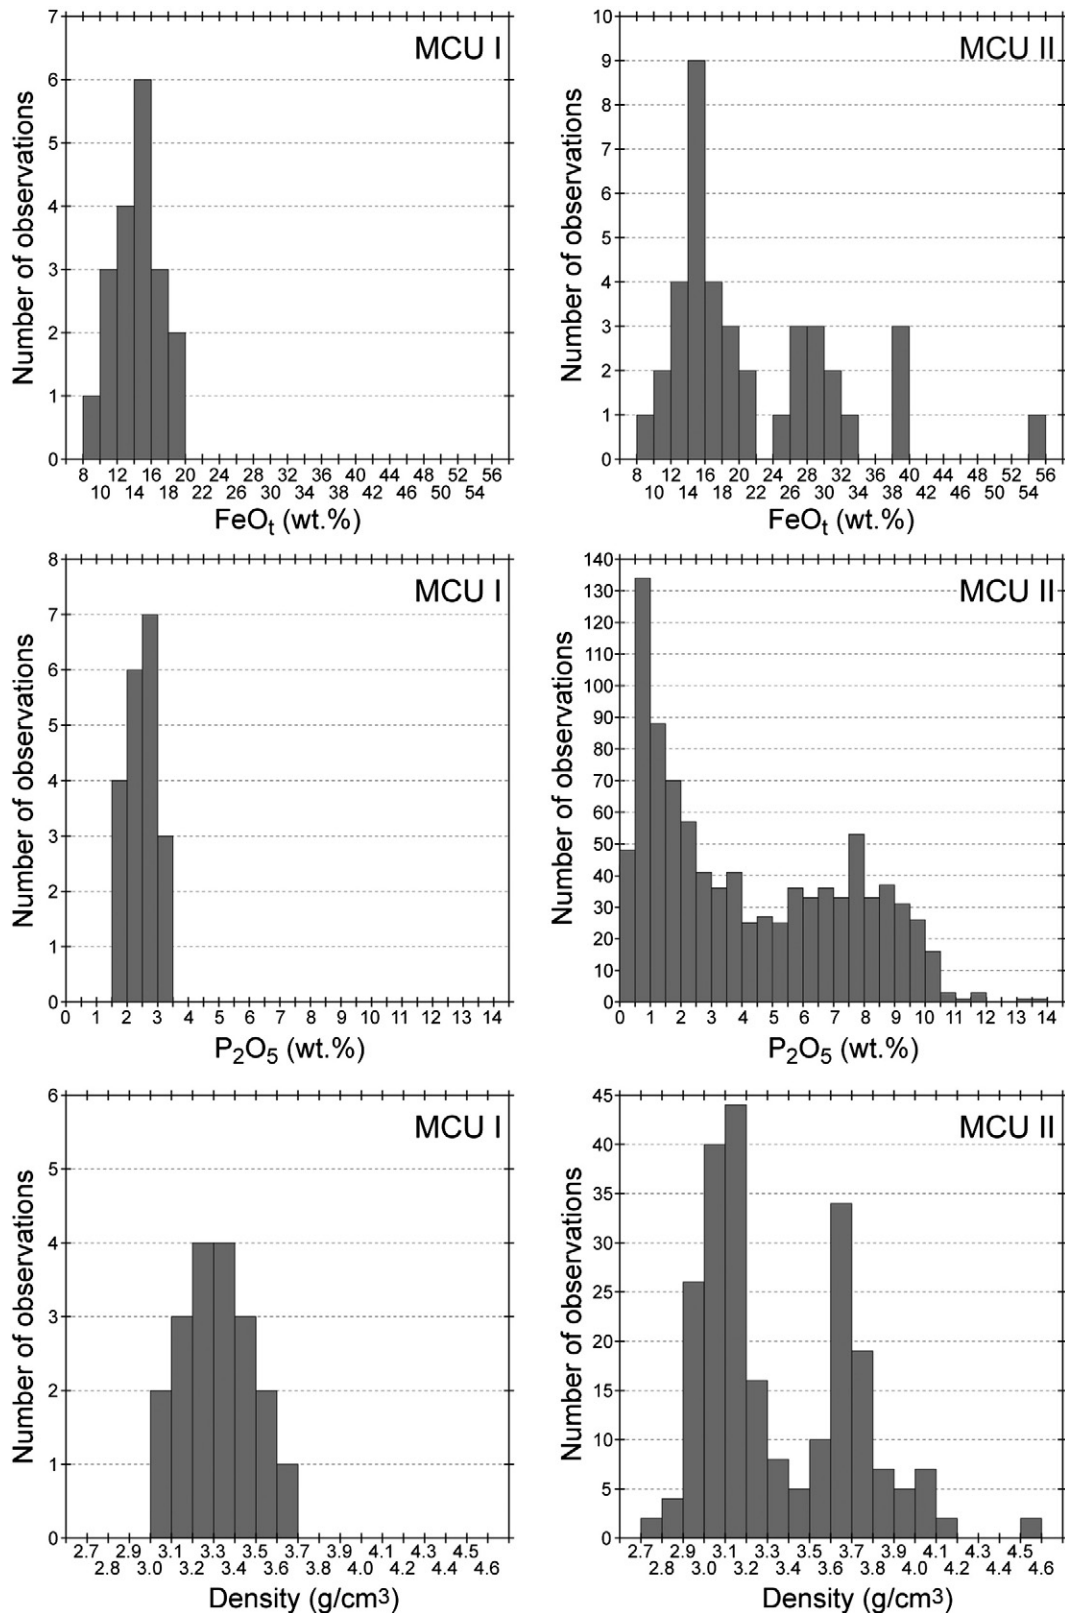 MCU I
Number of observations
7
6
5
4
3
2
1
0
8 12 16 20 24 28 32 36 40 44 48 52 56
10 14 18 22 26 30 34 38 42 46 50 54
FeOt (wt.%)
MCU II
Number of observations
10
9
8
7
6
5
4
3
2
1
0
8 12 16 20 24 28 32 36 40 44 48 52 56
10 14 18 22 26 30 34 38 42 46 50 54
FeOt (wt.%)
MCU I
Number of observations
8
7
6
5
4
3
2
1
0
0 1 2 3 4 5 6 7 8 9 10 11 12 13 14
P2O5 (wt.%)
MCU II
Number of observations
140
130
120
110
100
90
80
70
60
50
40
30
20
10
0
0 1 2 3 4 5 6 7 8 9 10 11 12 13 14
P2O5 (wt.%)
MCU I
Number of observations
6
5
4
3
2
1
0
2.7 2.9 3.1 3.3 3.5 3.7 3.9 4.1 4.3 4.5
2.8 3.0 3.2 3.4 3.6 3.8 4.0 4.2 4.4 4.6
Density (g/cm3)
MCU II
Number of observations
45
40
35
30
25
20
15
10
5
0
2.7 2.9 3.1 3.3 3.5 3.7 3.9 4.1 4.3 4.5
2.8 3.0 3.2 3.4 3.6 3.8 4.0 4.2 4.4 4.6
Density (g/cm3)